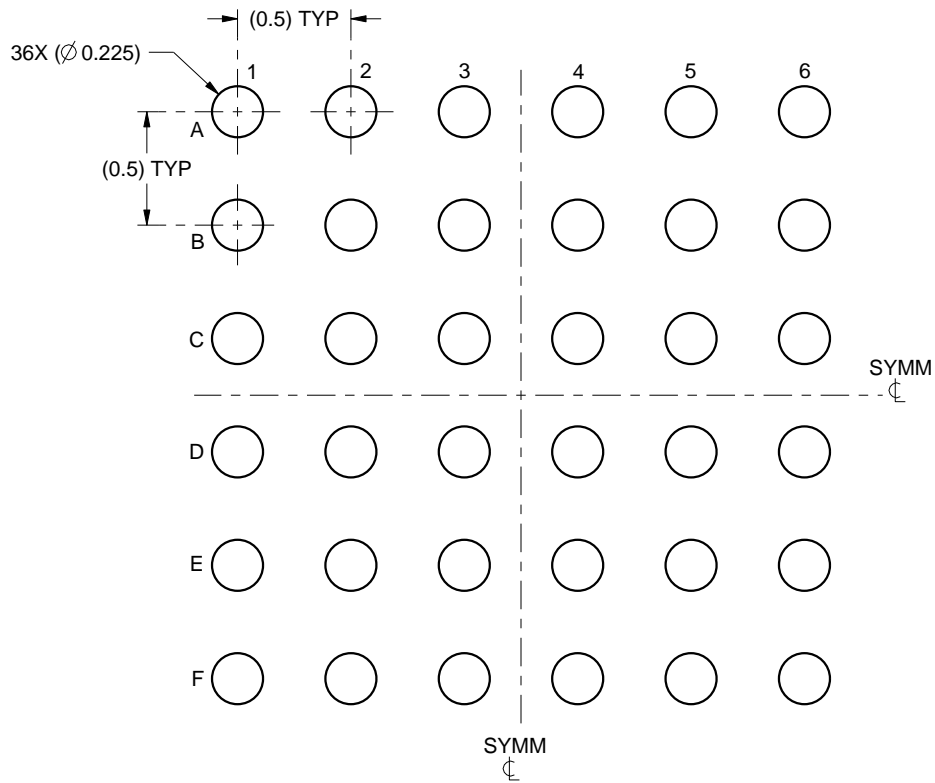 (0.5) TYP
36X (∅ 0.225)
1 2 3 4 5 6
A
(0.5) TYP
B
C
SYMM
℄
D
E
F
SYMM
℄